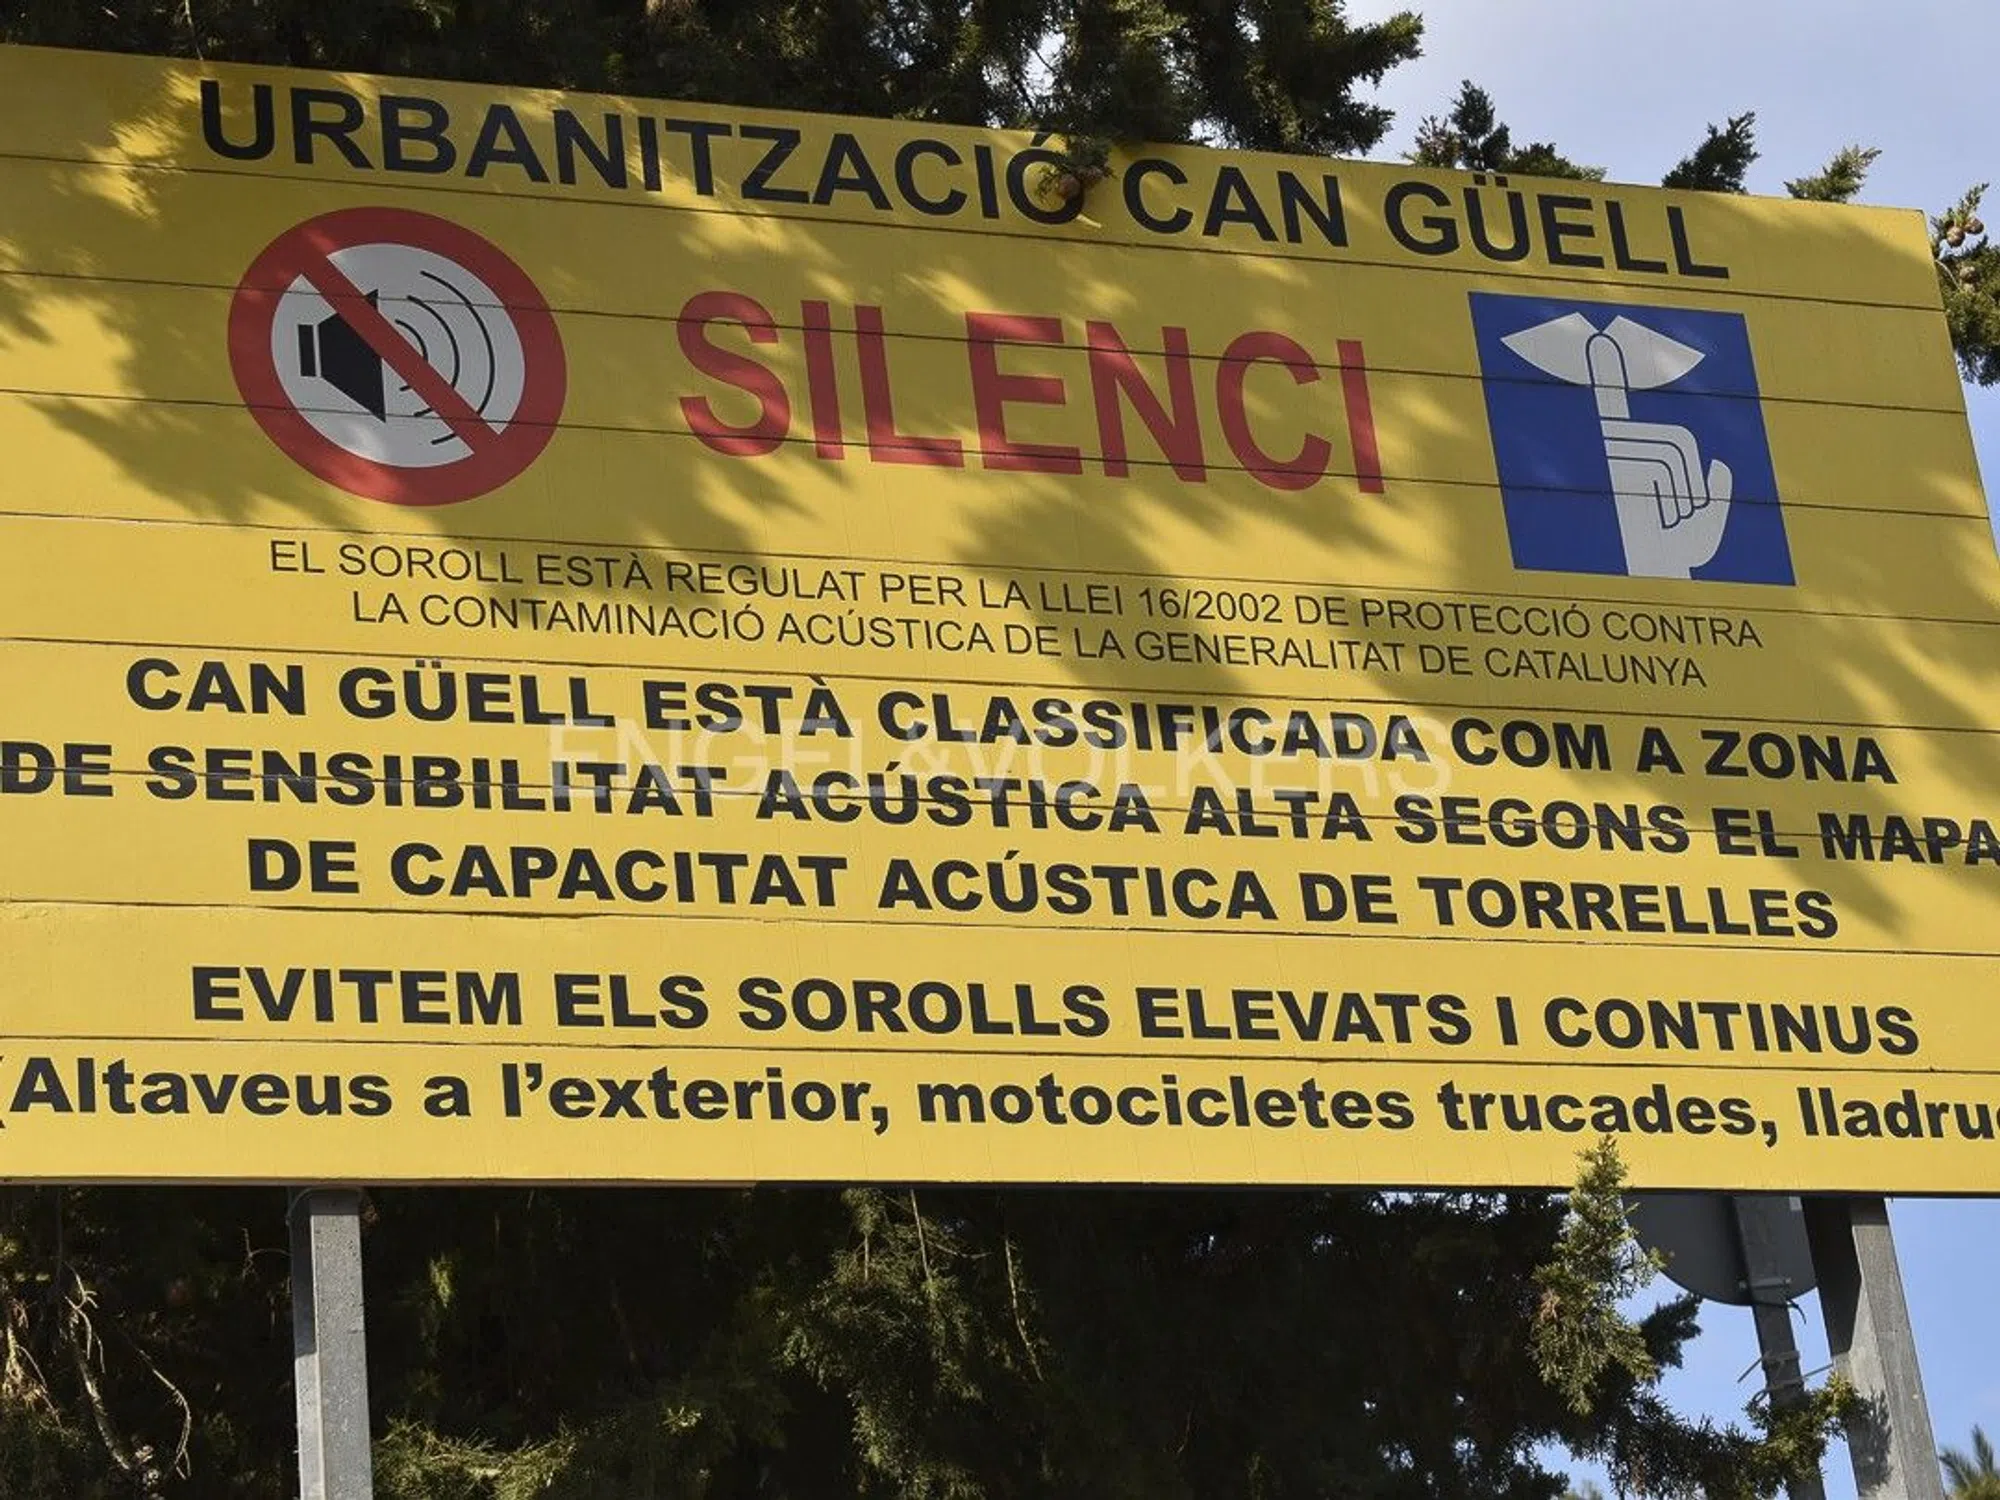 URBANITZACIÓ CAN GÜELL
SILENCI
EL SOROLL ESTÀ REGULAT PER LA LLEI 16/2002 DE PROTECCIÓ CONTRA
LA CONTAMINACIÓ ACÚSTICA DE LA GENERALITAT DE CATALUNYA
CAN GÜELL ESTÀ CLASSIFICADA COM A ZONA
DE SENSIBILITAT ACÚSTICA ALTA SEGONS EL MAPA
DE CAPACITAT ACÚSTICA DE TORRELLES
ENGEL&VÖLKERS
EVITEM ELS SOROLLS ELEVATS I CONTINUS
(Altaveus a l'exterior, motocicletes trucades,